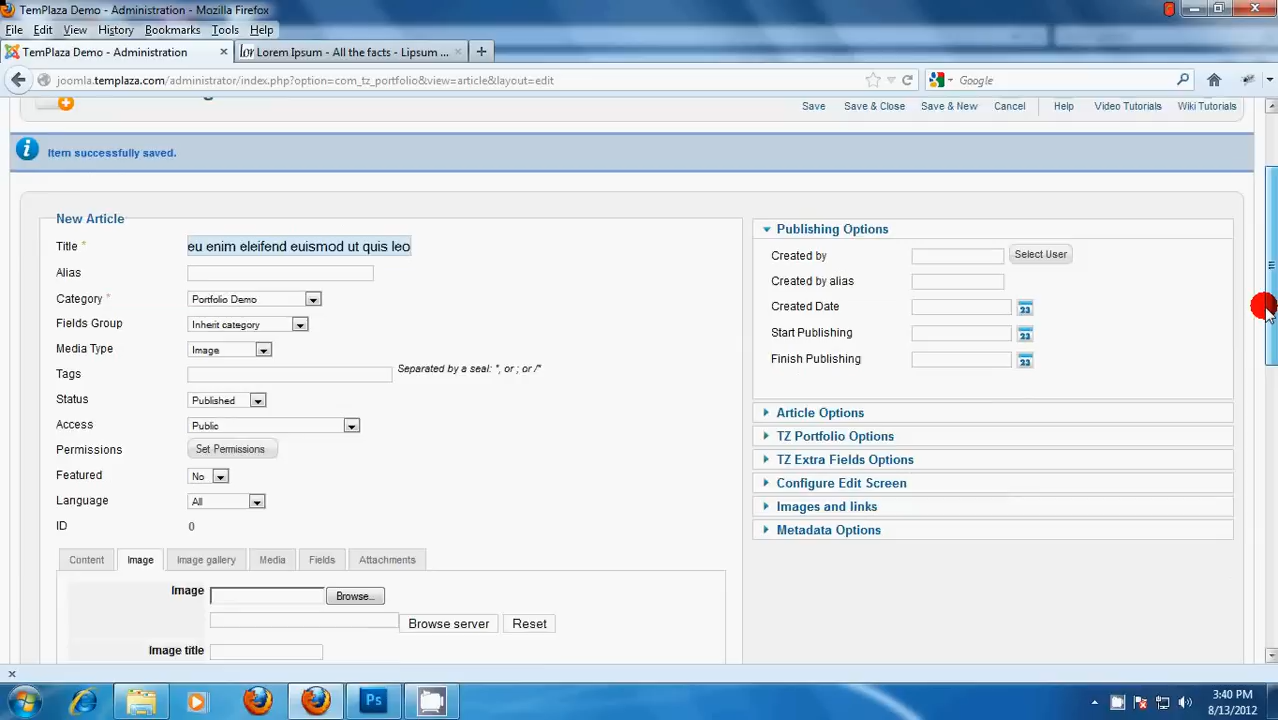 TemPlaza Demo - Administration - Mozilla Firefox
File Edit View History Bookmarks Tools Help
TemPlaza Demo - Administration × Lorem Ipsum - All the facts - Lipsum ... × +
joomla.templaza.com/administrator/index.php?option=com_tz_portfolio&view=article&layout=edit Google
Save Save & Close Save & New Cancel Help Video Tutorials Wiki Tutorials
Item successfully saved.
New Article
Title * eu enim eleifend euismod ut quis leo
Alias
Category * Portfolio Demo
Fields Group Inherit category
Media Type Image
Tags Separated by a seal: ", or ; or /"
Status Published
Access Public
Permissions Set Permissions
Featured No
Language All
ID 0
Content Image Image gallery Media Fields Attachments
Image Browse...
Browse server Reset
Image title
Publishing Options
Created by Select User
Created by alias
Created Date 23
Start Publishing 23
Finish Publishing 23
Article Options
TZ Portfolio Options
TZ Extra Fields Options
Configure Edit Screen
Images and links
Metadata Options
x
Ps
3:40 PM
8/13/2012